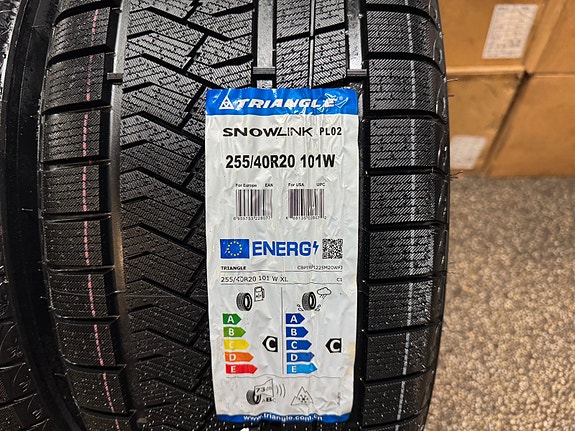 TRIANGLE
SNOWLINK PL02
255/40R20 101W
For Europe EAN For USA UPC
ENERG
TRIANGLE
255/40R20 101 W XL C1
A A
B B
C C C C
D D
E E
73 dB
www.triangle.com.cn